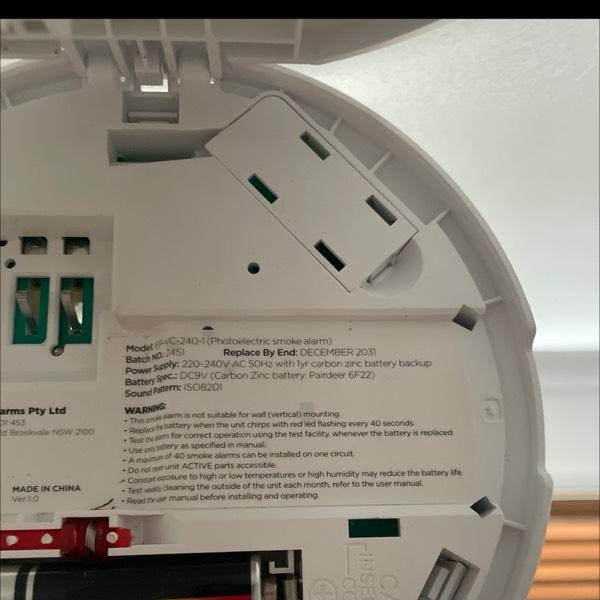 Model: EP-VC-240-1 (Photoelectric smoke alarm)
Batch NO: 2451 Replace By End: DECEMBER 2031
Power Supply: 220-240V AC 50Hz with 1yr carbon zinc battery backup
Battery Spec.: DC9V (Carbon Zinc battery: Pairdeer 6F22)
Sound Pattern: ISO8201
WARNING:
• This smoke alarm is not suitable for wall (vertical) mounting.
• Replace the battery when the unit chirps with red led flashing every 40 seconds.
• Test the alarm for correct operation using the test facility, whenever the battery is replaced.
• Use only battery as specified in manual;
• A maximum of 40 smoke alarms can be installed on one circuit.
• Do not open unit ACTIVE parts accessible.
• Constant exposure to high or low temperatures or high humidity may reduce the battery life.
• Test weekly, cleaning the outside of the unit each month, refer to the user manual.
• Read the user manual before installing and operating.
arms Pty Ltd
01 453
d Brookvale NSW 2100
MADE IN CHINA
Ver 1.0
INSE
CA
CO